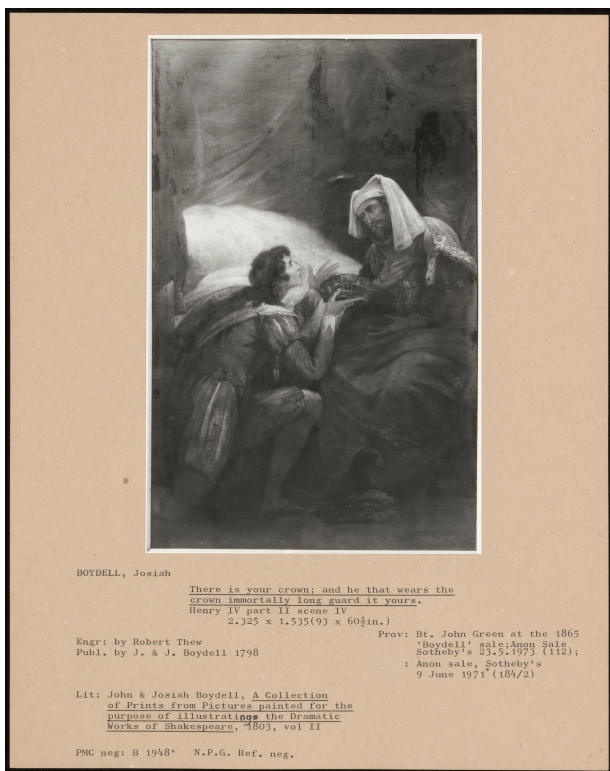 BOYDELL, Josiah
There is your crown; and he that wears the
crown immortally long guard it yours.
Henry IV part II scene IV
2.325 x 1.535(93 x 60½in.)
Engr: by Robert Thew
Publ. by J. & J. Boydell 1798
Prov: Bt. John Green at the 1865
'Boydell' sale;Anon Sale
Sotheby's 23.5.1973 (112);
: Anon sale, Sotheby's
9 June 1971 (184/2)
Lit: John & Josiah Boydell, A Collection
of Prints from Pictures painted for the
purpose of illustrating the Dramatic
Works of Shakespeare, 1803, vol II
PMC neg: B 1948 N.P.G. Ref. neg.